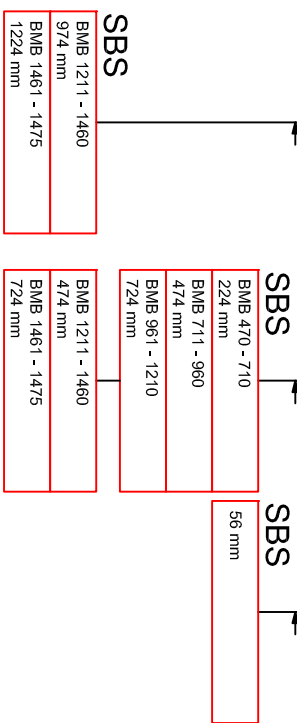 SBS
BMB 1211 - 1460
974 mm
BMB 1461 - 1475
1224 mm
SBS
BMB 470 - 710
224 mm
BMB 711 - 960
474 mm
BMB 961 - 1210
724 mm
BMB 1211 - 1460
474 mm
BMB 1461 - 1475
724 mm
SBS
56 mm